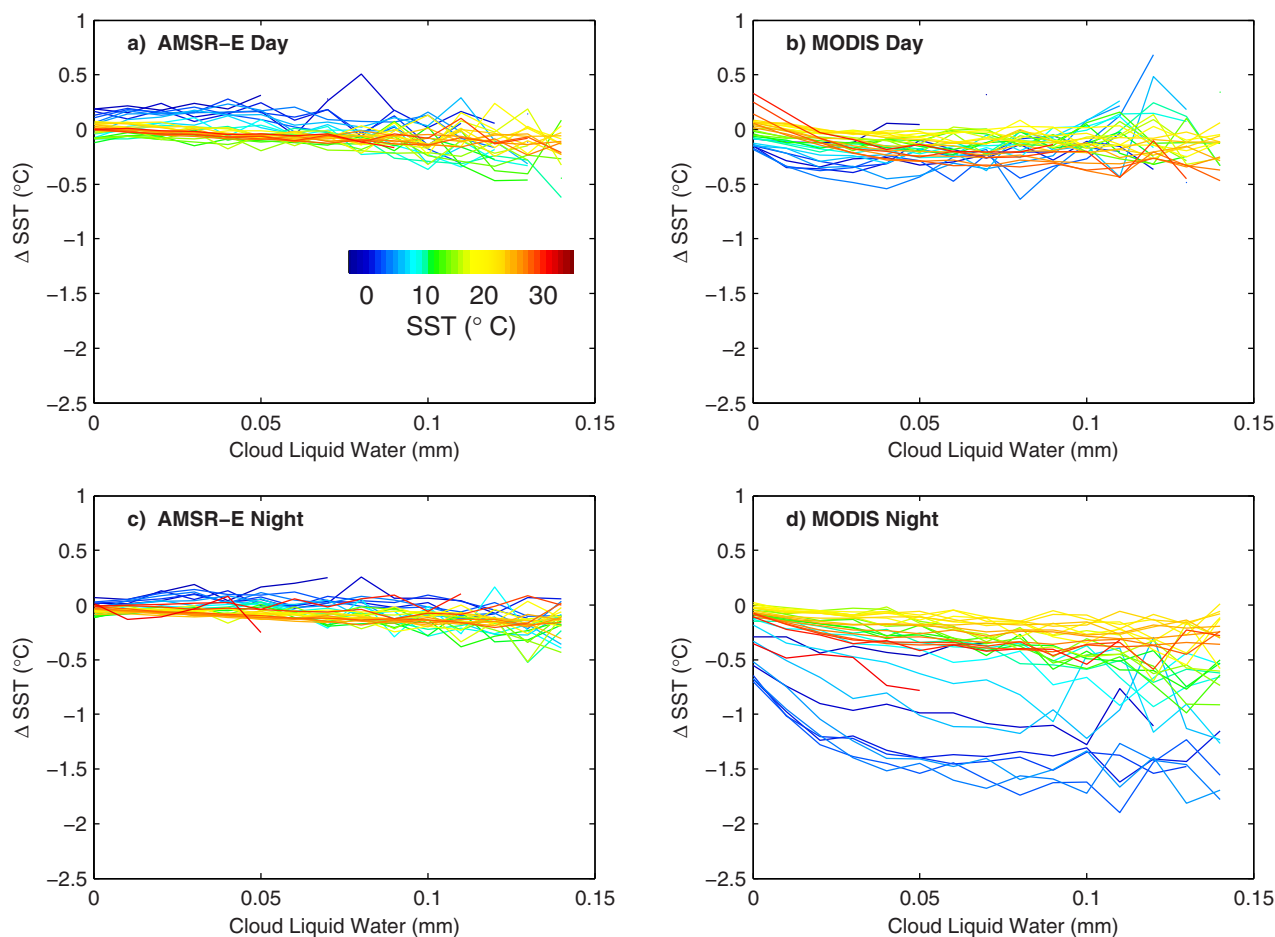 a) AMSR−E Day
1
0.5
0
−0.5
−1
−1.5
−2
−2.5
Δ SST (°C)
0 10 20 30
SST (° C)
0 0.05 0.1 0.15
Cloud Liquid Water (mm)
b) MODIS Day
1
0.5
0
−0.5
−1
−1.5
−2
−2.5
Δ SST (°C)
0 0.05 0.1 0.15
Cloud Liquid Water (mm)
c) AMSR−E Night
1
0.5
0
−0.5
−1
−1.5
−2
−2.5
Δ SST (°C)
0 0.05 0.1 0.15
Cloud Liquid Water (mm)
d) MODIS Night
1
0.5
0
−0.5
−1
−1.5
−2
−2.5
Δ SST (°C)
0 0.05 0.1 0.15
Cloud Liquid Water (mm)